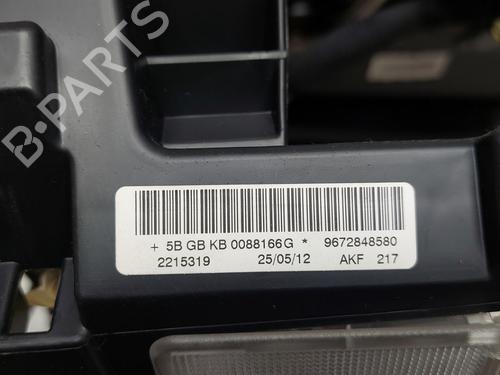 B-PARTS
+ 5B GB KB 0088166G * 9672848580
2215319 25/05/12 AKF 217